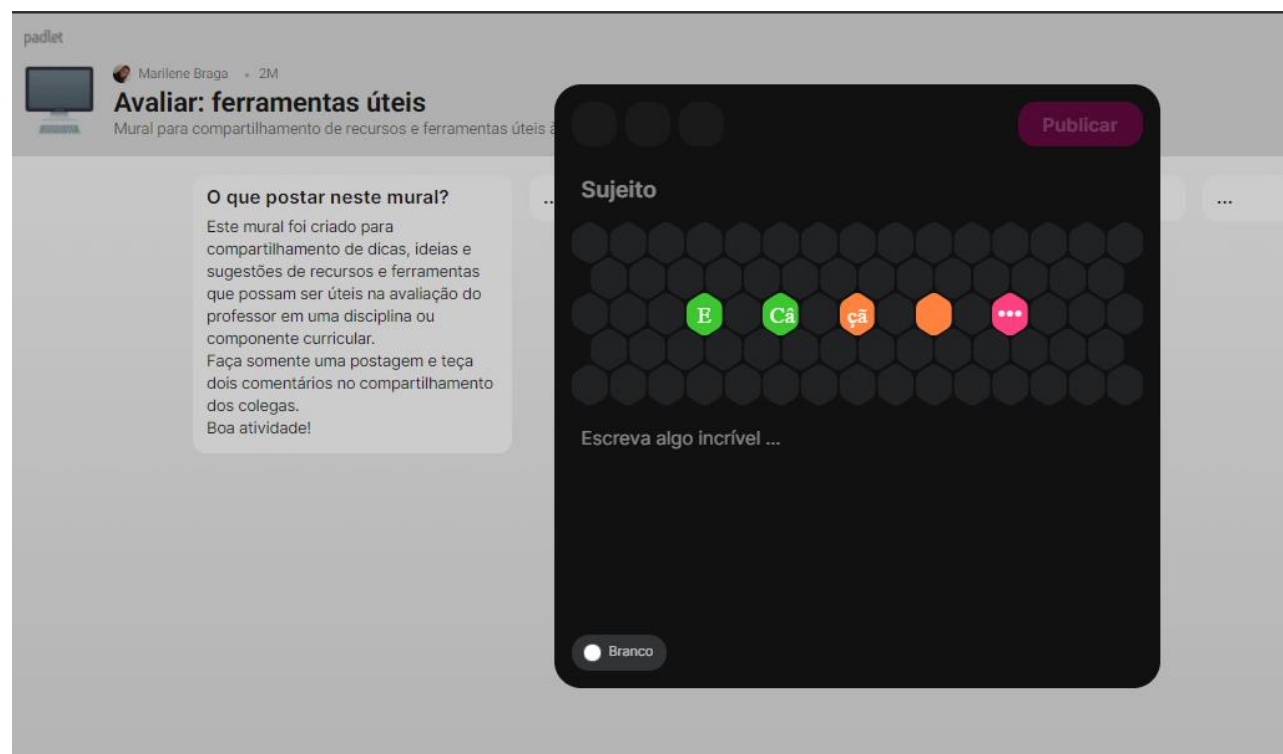 padlet
Marilene Braga • 2M
Avaliar: ferramentas úteis
Mural para compartilhamento de recursos e ferramentas úteis
O que postar neste mural?
Este mural foi criado para
compartilhamento de dicas, ideias e
sugestões de recursos e ferramentas
que possam ser úteis na avaliação do
professor em uma disciplina ou
componente curricular.
Faça somente uma postagem e teça
dois comentários no compartilhamento
dos colegas.
Boa atividade!
..
Publicar
Sujeito
E Câ çã •••
Escreva algo incrível ...
Branco
...